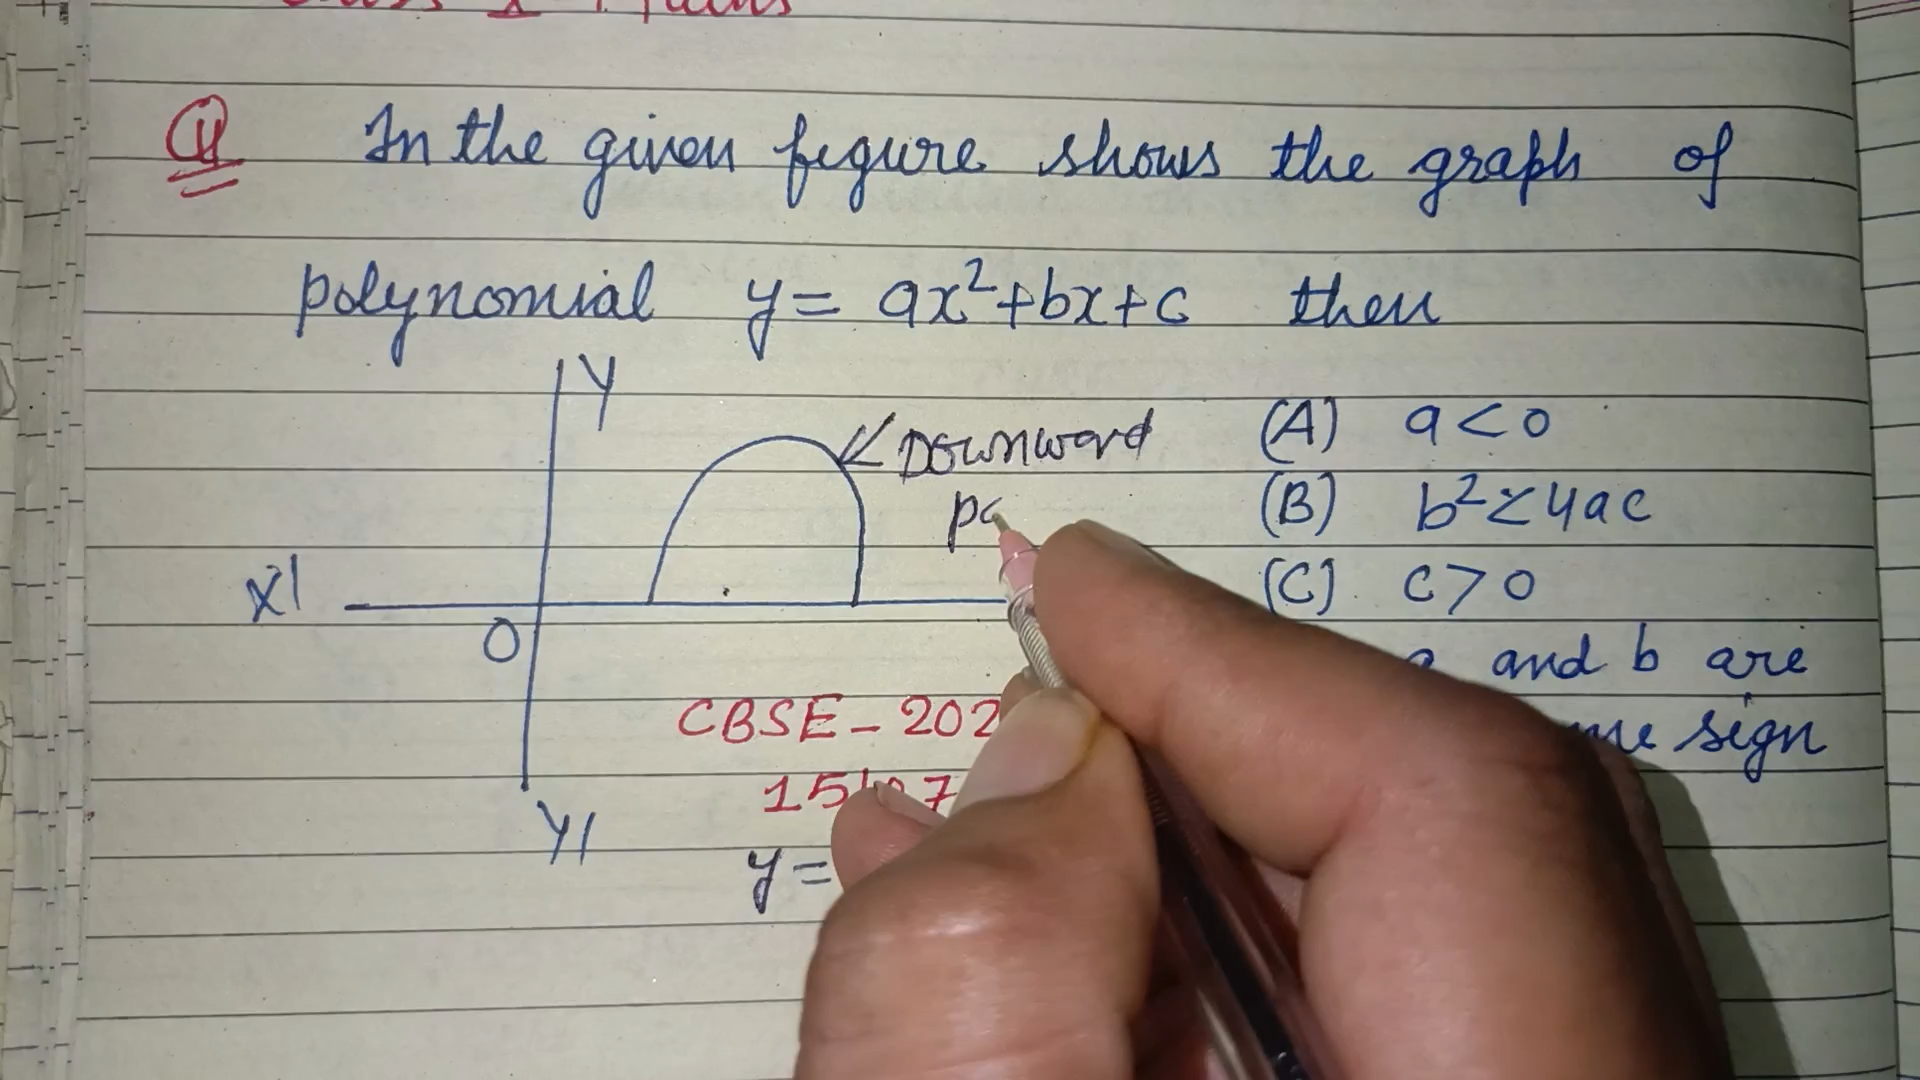 Q
In the given figure shows the graph of
polynomial y = ax²+bx+c then
Y
Downward
X'
O
CBSE - 202
Y'
y =
(A) a < 0
(B) b² < 4ac
(C) c > 0
and b are
sign